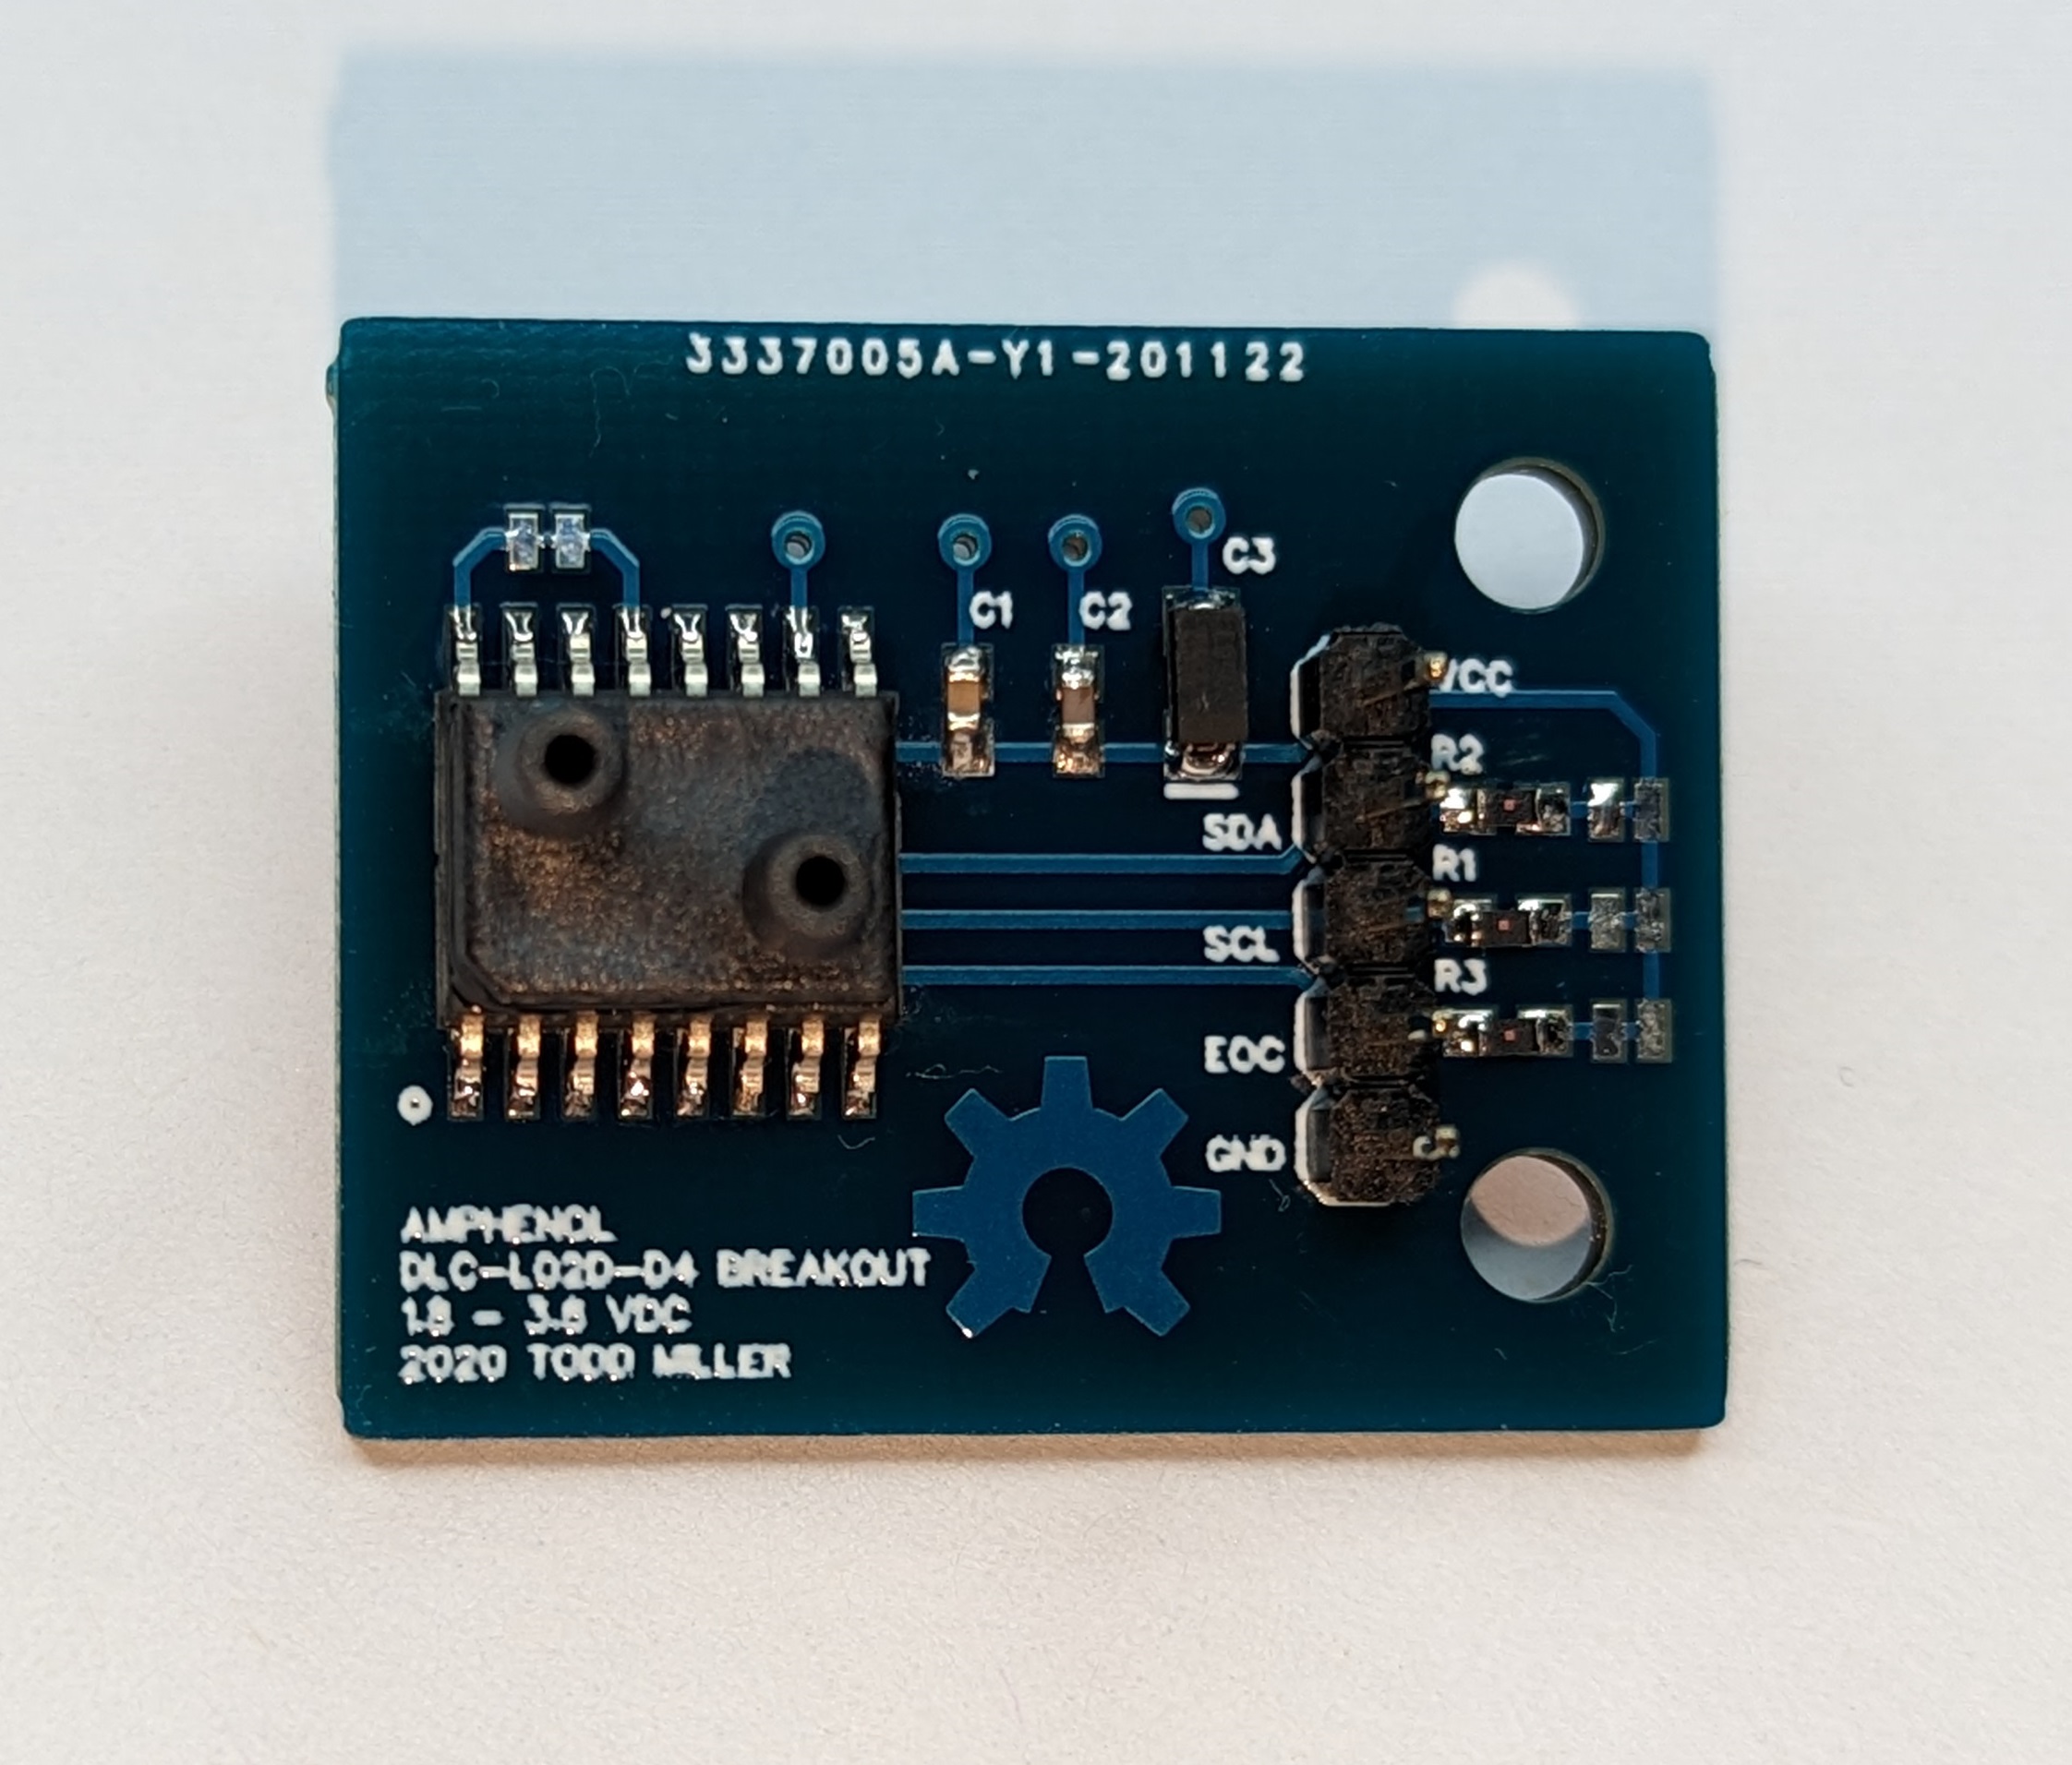 3337005A-Y1-201122
C3
C1
C2
VCC
R2
SDA
R1
SCL
R3
EOC
GND
AMPHENOL
DLC-L02D-D4 BREAKOUT
1.8 - 3.6 VDC
2020 TODD MILLER